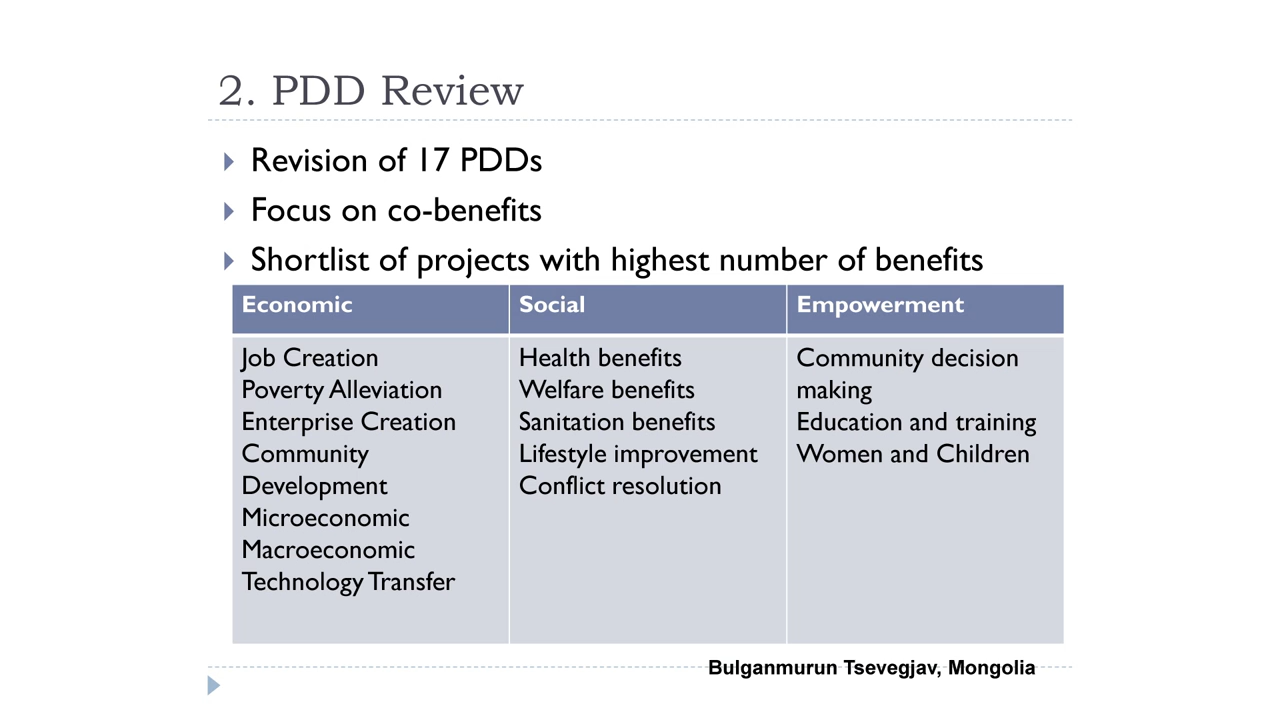 2. PDD Review
Revision of 17 PDDs
Focus on co-benefits
Shortlist of projects with highest number of benefits
Economic
Job Creation
Poverty Alleviation
Enterprise Creation
Community
Development
Microeconomic
Macroeconomic
Technology Transfer
Social
Health benefits
Welfare benefits
Sanitation benefits
Lifestyle improvement
Conflict resolution
Empowerment
Community decision
making
Education and training
Women and Children
Bulganmurun Tsevegjav, Mongolia